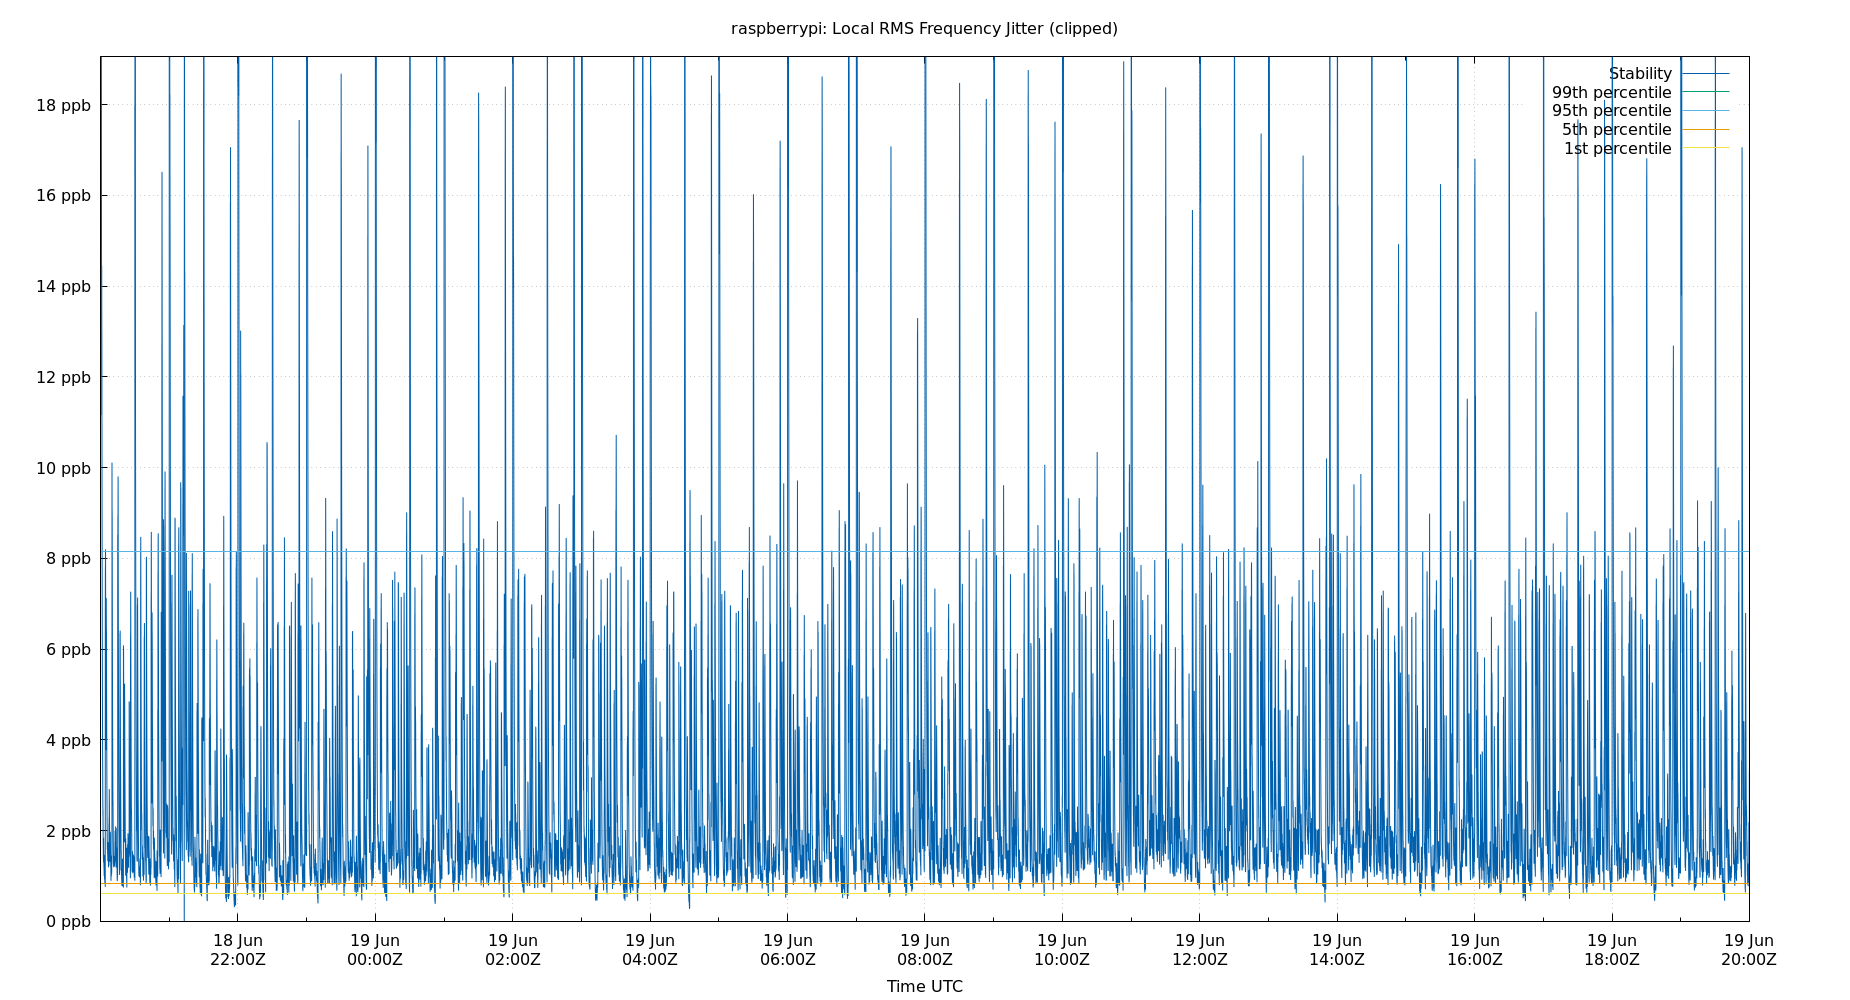 raspberrypi: Local RMS Frequency Jitter (clipped)
Stability
99th percentile
95th percentile
5th percentile
1st percentile
18 ppb
16 ppb
14 ppb
12 ppb
10 ppb
8 ppb
6 ppb
4 ppb
2 ppb
0 ppb
18 Jun 19 Jun 19 Jun 19 Jun 19 Jun 19 Jun 19 Jun 19 Jun 19 Jun 19 Jun 19 Jun 19 Jun
22:00Z 00:00Z 02:00Z 04:00Z 06:00Z 08:00Z 10:00Z 12:00Z 14:00Z 16:00Z 18:00Z 20:00Z
Time UTC